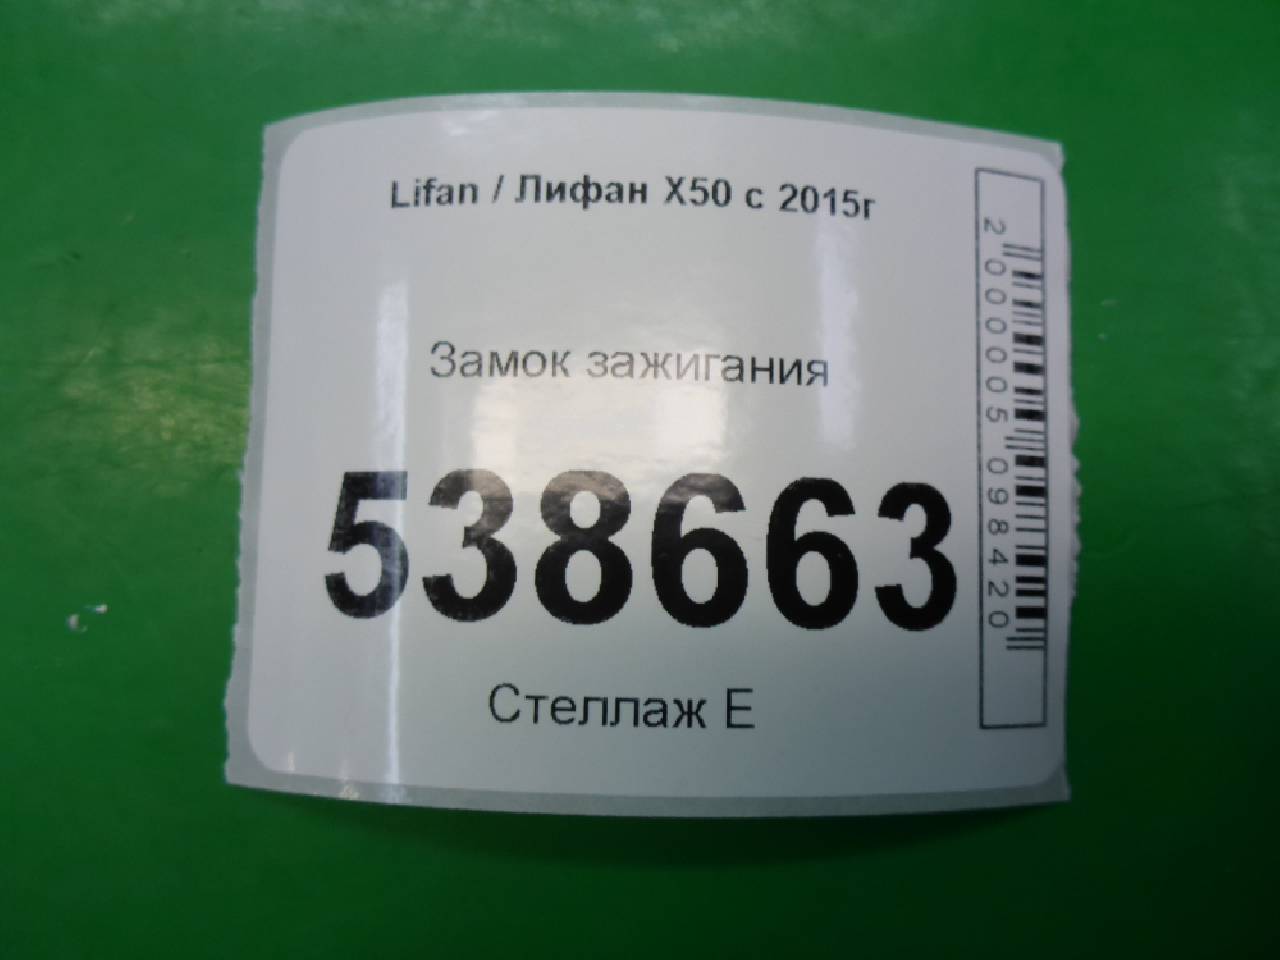 Lifan / Лифан X50 с 2015г
Замок зажигания
538663
Стеллаж Е
2000005098420